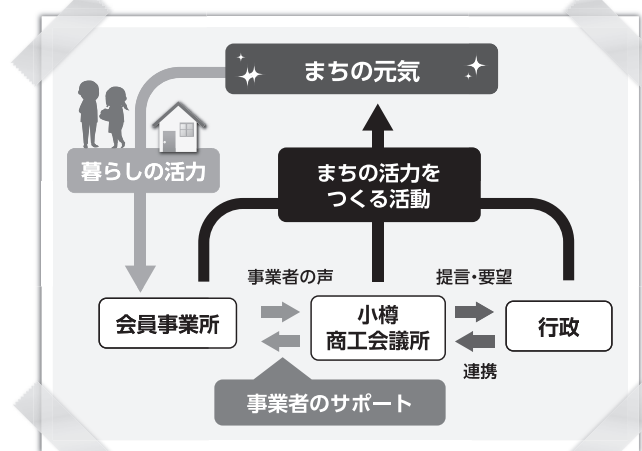 まちの元気
暮らしの活力
まちの活力を
つくる活動
事業者の声
提言・要望
会員事業所
小樽
商工会議所
行政
連携
事業者のサポート